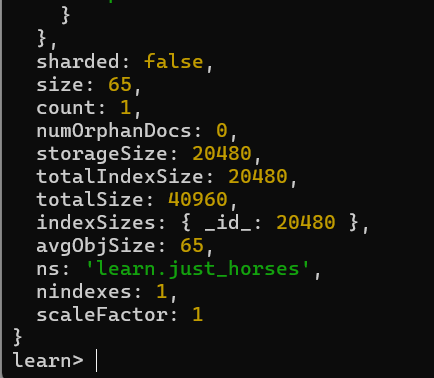 }
},
sharded: false,
size: 65,
count: 1,
numOrphanDocs: 0,
storageSize: 20480,
totalIndexSize: 20480,
totalSize: 40960,
indexSizes: { _id_: 20480 },
avgObjSize: 65,
ns: 'learn.just_horses',
nindexes: 1,
scaleFactor: 1
}
learn>